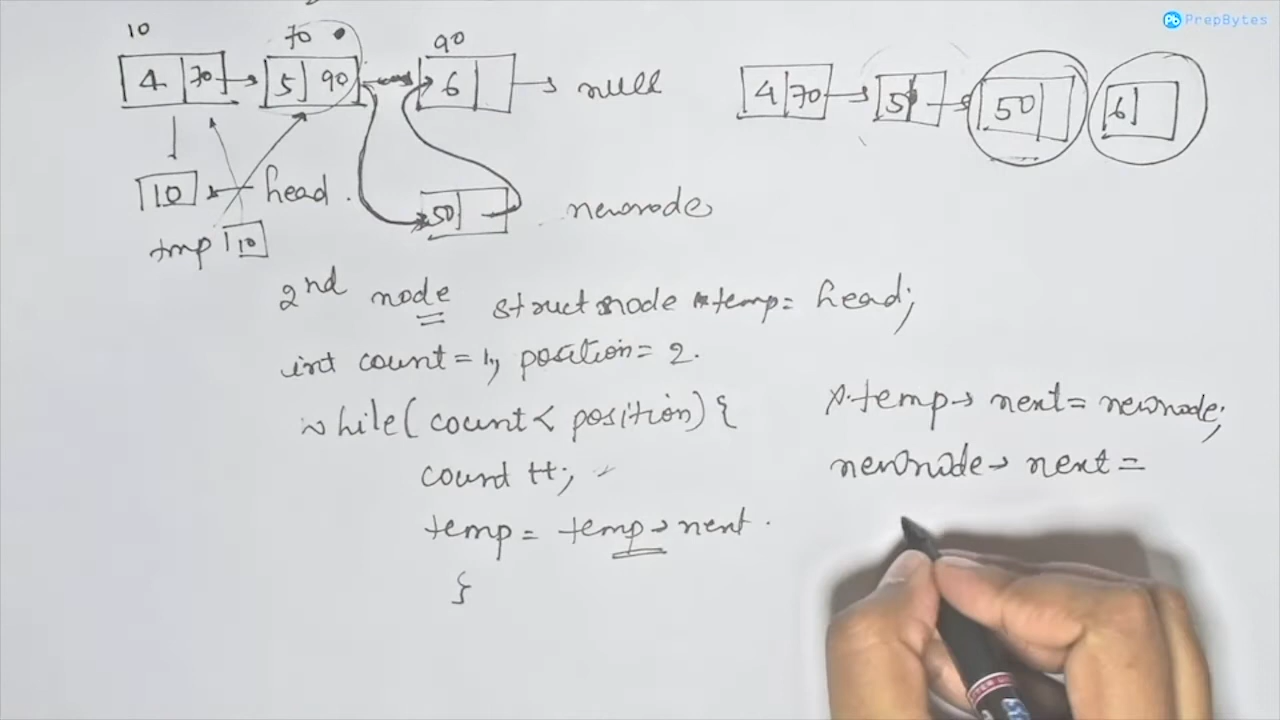 PrepBytes
10 70 90
4 70 5 90 6 null
4 70 5 50 6
10 head
50 newnode
tmp 10
2nd node struct node *temp = head;
int count = 1, position = 2.
while( count < position) {
temp → next = newnode;
count ++;
newnode → next =
temp = temp → next.
}